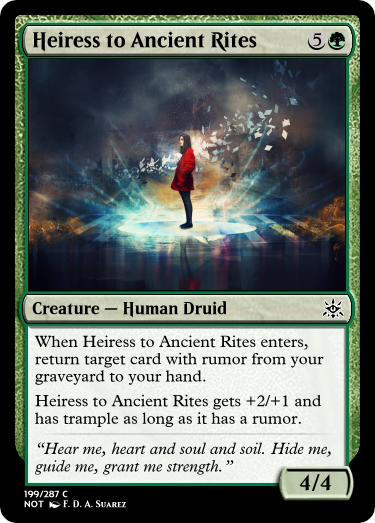 Heiress to Ancient Rites 5
Creature — Human Druid
When Heiress to Ancient Rites enters,
return target card with rumor from your
graveyard to your hand.
Heiress to Ancient Rites gets +2/+1 and
has trample as long as it has a rumor.
“Hear me, heart and soul and soil. Hide me,
guide me, grant me strength.”
4/4
199/287 C
NOT F. D. A. Suarez